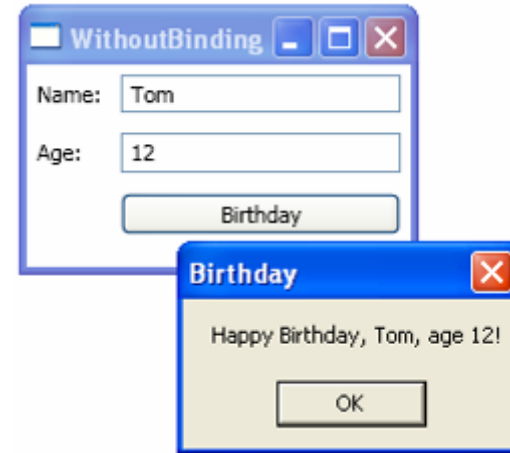 WithoutBinding
Name: Tom
Age: 12
Birthday
Birthday
Happy Birthday, Tom, age 12!
OK